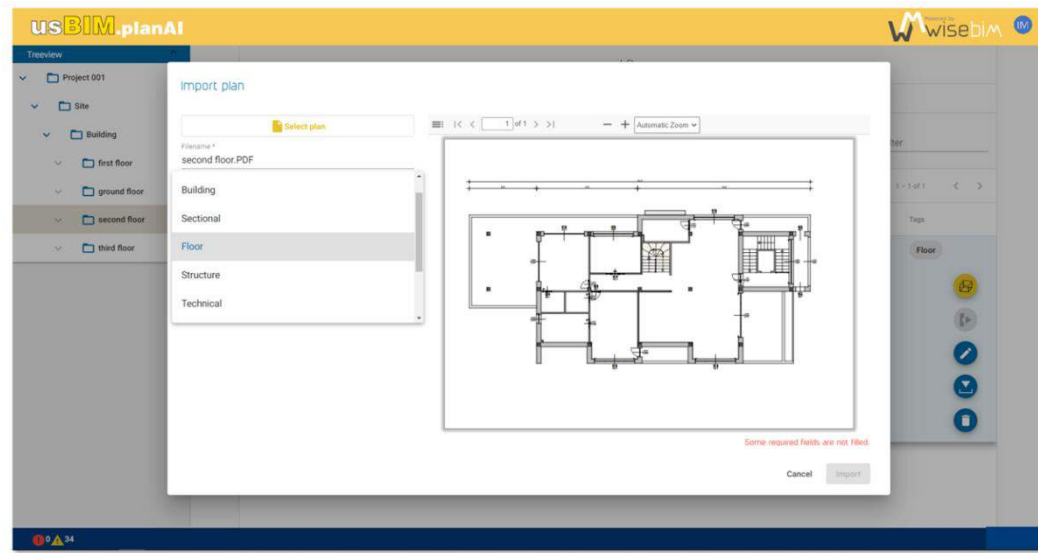 usBIM.planAI
Powered by
wisebim
IM
Treeview
Project 001
Site
Building
first floor
ground floor
second floor
third floor
Import plan
Select plan
Filename *
second floor.PDF
Building
Sectional
Floor
Structure
Technical
1 of 1
Automatic Zoom
1 – 1 of 1
Tags
Floor
Some required fields are not filled.
Cancel
Import
0 34